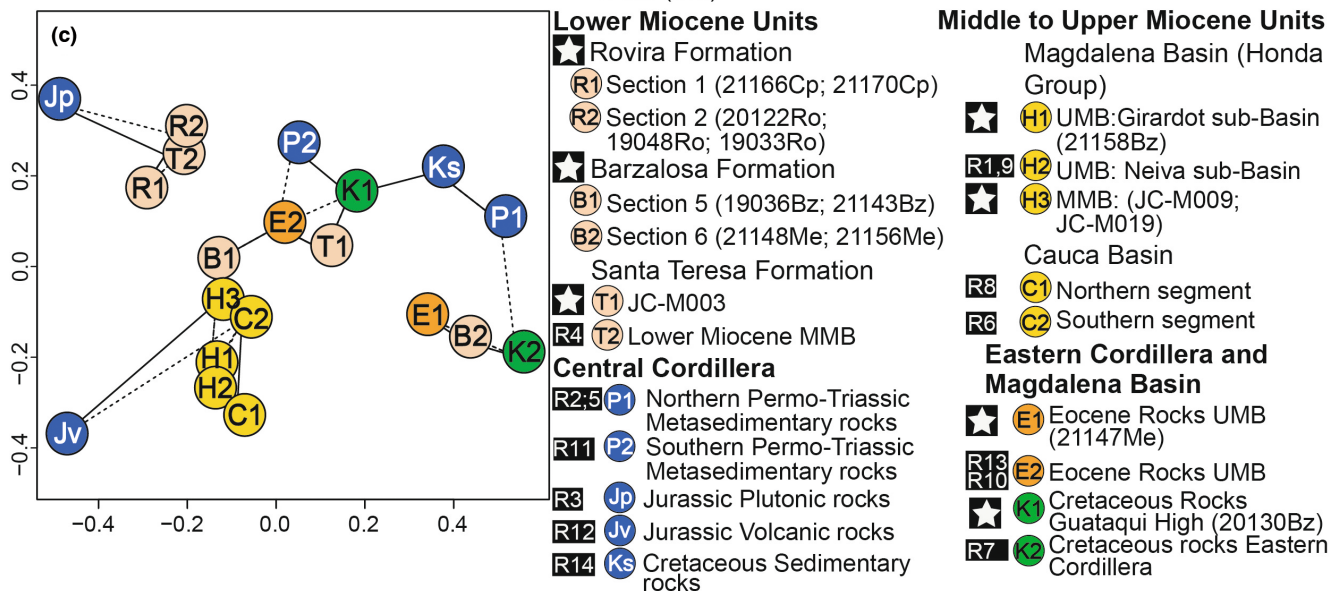 (c)
0.4
0.2
0.0
−0.2
−0.4
−0.4
−0.2
0.0
0.2
0.4
Jp
R2
T2
R1
P2
Ks
K1
P1
E2
T1
B1
H3
C2
E1
B2
K2
H1
H2
C1
Jv
Lower Miocene Units
Rovira Formation
R1 Section 1 (21166Cp; 21170Cp)
R2 Section 2 (20122Ro;
19048Ro; 19033Ro)
Barzalosa Formation
B1 Section 5 (19036Bz; 21143Bz)
B2 Section 6 (21148Me; 21156Me)
Santa Teresa Formation
T1 JC-M003
R4 T2 Lower Miocene MMB
Central Cordillera
R2;5 P1 Northern Permo-Triassic
Metasedimentary rocks
R11 P2 Southern Permo-Triassic
Metasedimentary rocks
R3 Jp Jurassic Plutonic rocks
R12 Jv Jurassic Volcanic rocks
R14 Ks Cretaceous Sedimentary
rocks
Middle to Upper Miocene Units
Magdalena Basin (Honda
Group)
H1 UMB:Girardot sub-Basin
(21158Bz)
R1,9 H2 UMB: Neiva sub-Basin
H3 MMB: (JC-M009;
JC-M019)
Cauca Basin
R8 C1 Northern segment
R6 C2 Southern segment
Eastern Cordillera and
Magdalena Basin
E1 Eocene Rocks UMB
(21147Me)
R13
R10 E2 Eocene Rocks UMB
K1 Cretaceous Rocks
Guataqui High (20130Bz)
R7 K2 Cretaceous rocks Eastern
Cordillera